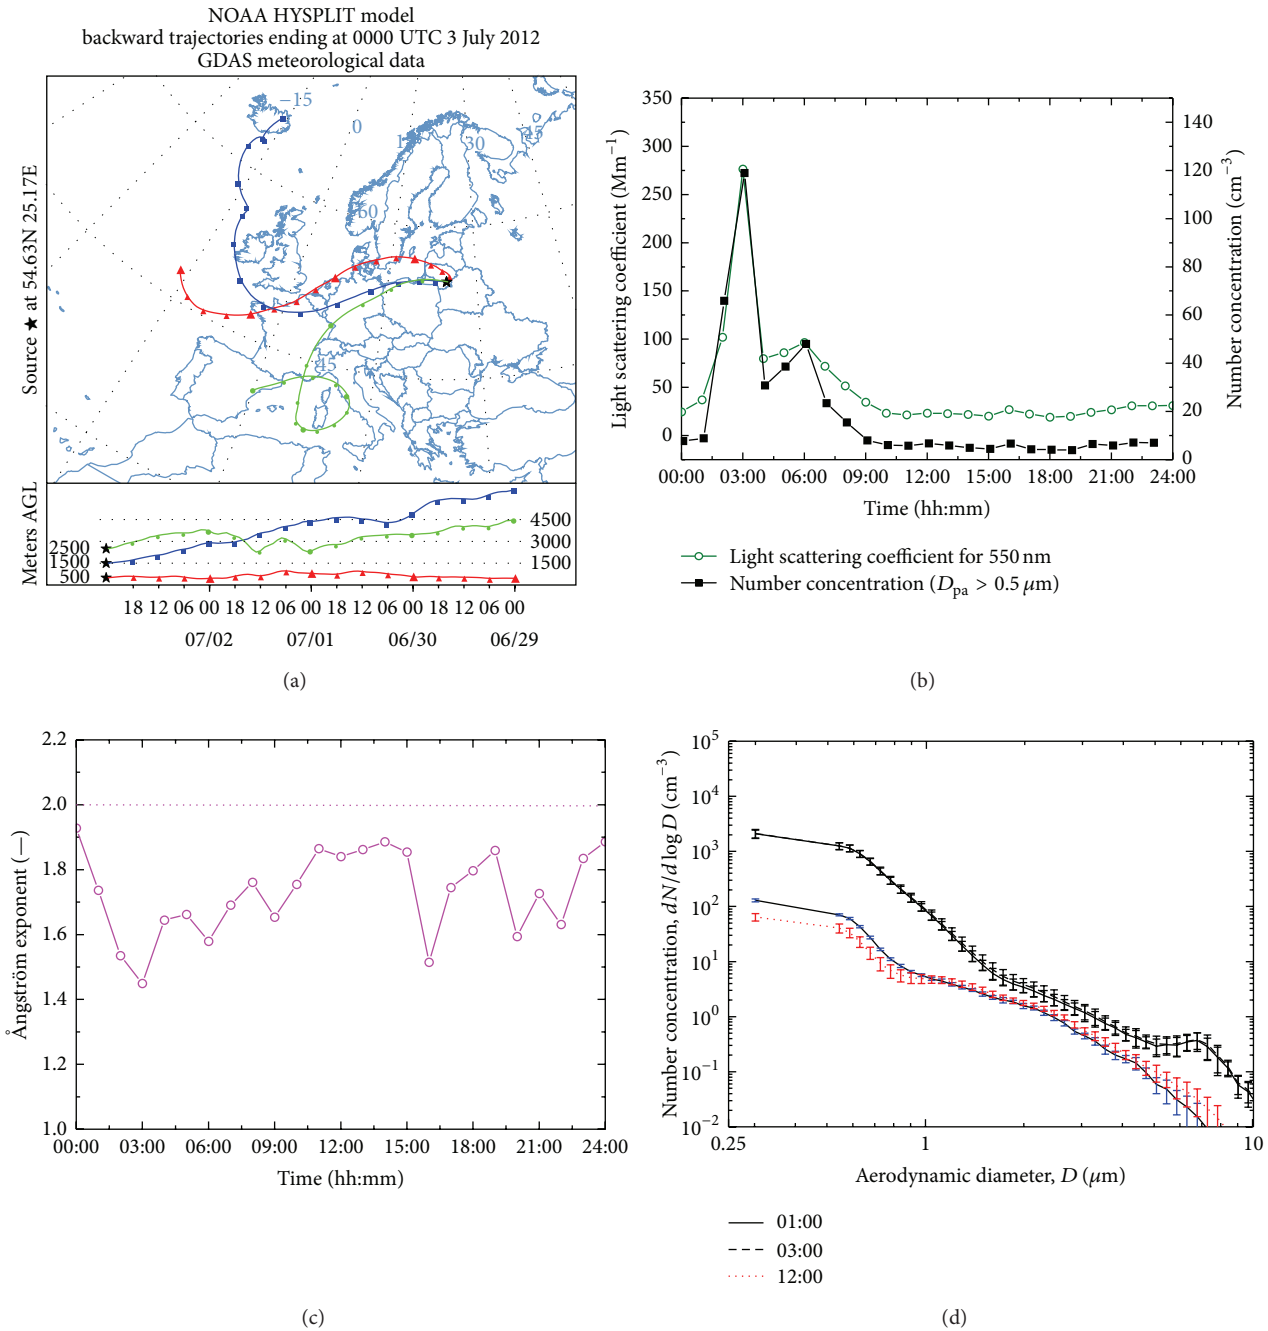 NOAA HYSPLIT model
backward trajectories ending at 0000 UTC 3 July 2012
GDAS meteorological data
Source ★ at 54.63N 25.17E
−15
0
30
45
60
45
Meters AGL
2500
1500
500
4500
3000
1500
18 12 06 00 18 12 06 00 18 12 06 00 18 12 06 00
07/02 07/01 06/30 06/29
(a)
350
300
250
200
150
100
50
0
Light scattering coefficient (Mm⁻¹)
140
120
100
80
60
40
20
0
Number concentration (cm⁻³)
00:00 03:00 06:00 09:00 12:00 15:00 18:00 21:00 24:00
Time (hh:mm)
Light scattering coefficient for 550 nm
Number concentration (Dpa > 0.5 μm)
(b)
2.2
2.0
1.8
1.6
1.4
1.2
1.0
Ångström exponent (—)
00:00 03:00 06:00 09:00 12:00 15:00 18:00 21:00 24:00
Time (hh:mm)
(c)
10⁵
10⁴
10³
10²
10¹
10⁰
10⁻¹
10⁻²
Number concentration, dN/d log D (cm⁻³)
0.25 1 10
Aerodynamic diameter, D (μm)
01:00
03:00
12:00
(d)